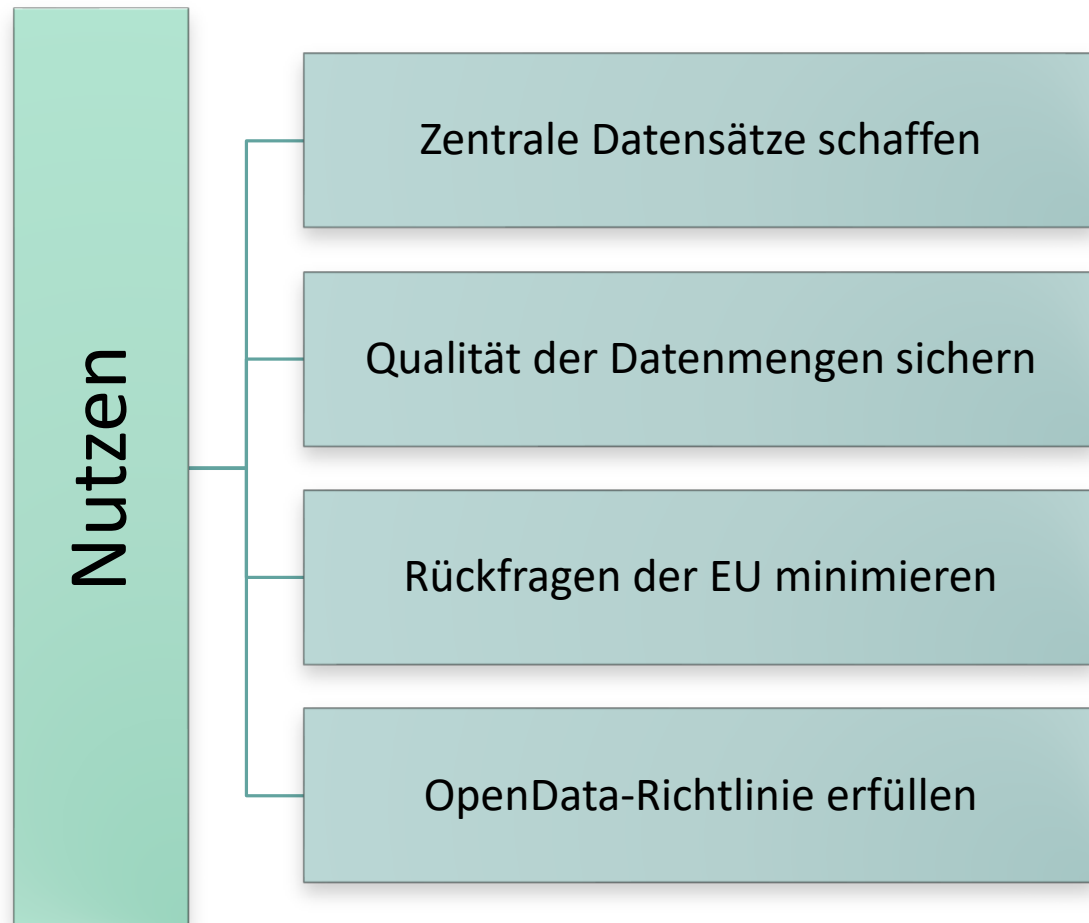 Nutzen
Zentrale Datensätze schaffen
Qualität der Datenmengen sichern
Rückfragen der EU minimieren
OpenData-Richtlinie erfüllen